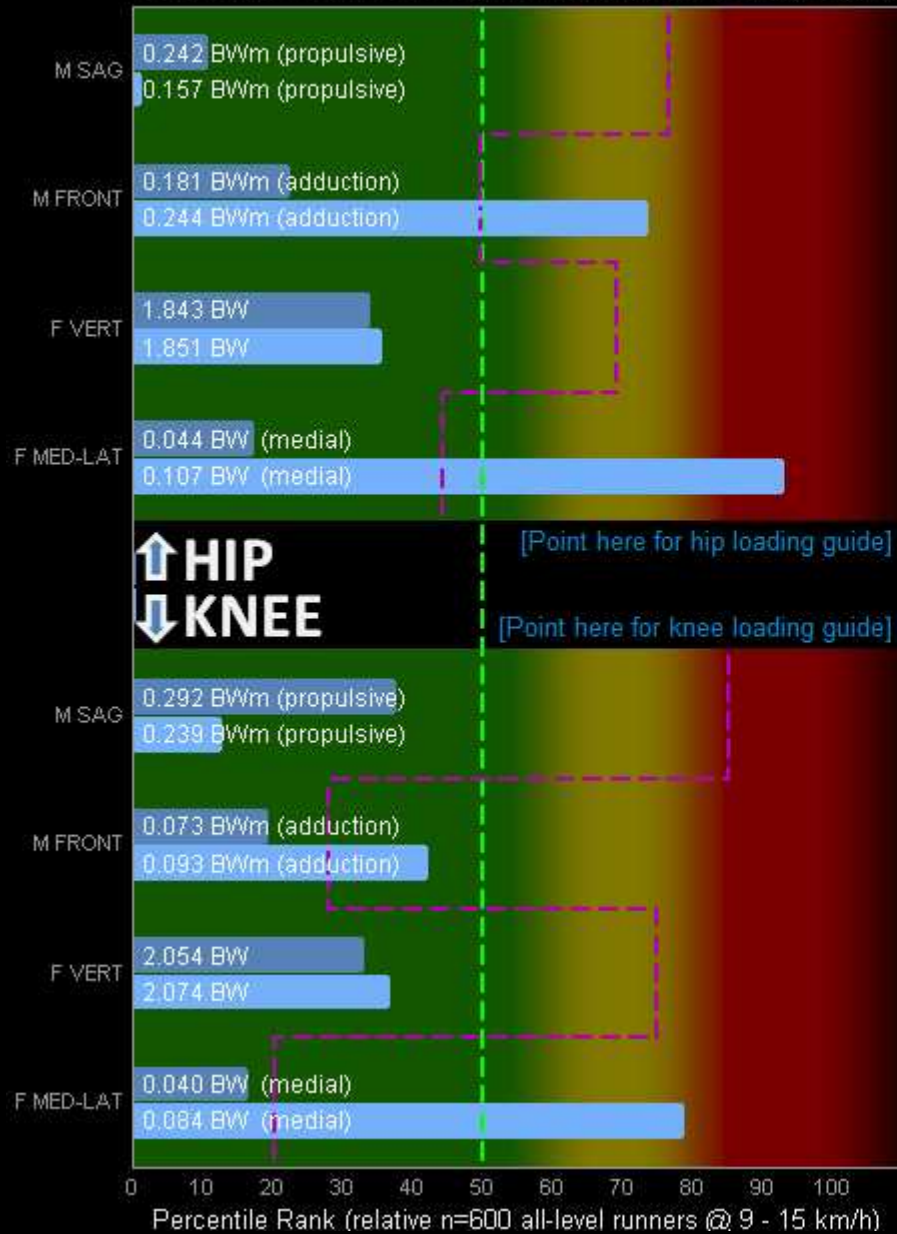 M SAG
0.242 BWm (propulsive)
0.157 BWm (propulsive)
M FRONT
0.181 BWm (adduction)
0.244 BWm (adduction)
F VERT
1.843 BW
1.851 BW
F MED-LAT
0.044 BW (medial)
0.107 BW (medial)
HIP
[Point here for hip loading guide]
KNEE
[Point here for knee loading guide]
M SAG
0.292 BWm (propulsive)
0.239 BWm (propulsive)
M FRONT
0.073 BWm (adduction)
0.093 BWm (adduction)
F VERT
2.054 BW
2.074 BW
F MED-LAT
0.040 BW (medial)
0.084 BW (medial)
0 10 20 30 40 50 60 70 80 90 100
Percentile Rank (relative n=600 all-level runners @ 9 - 15 km/h)